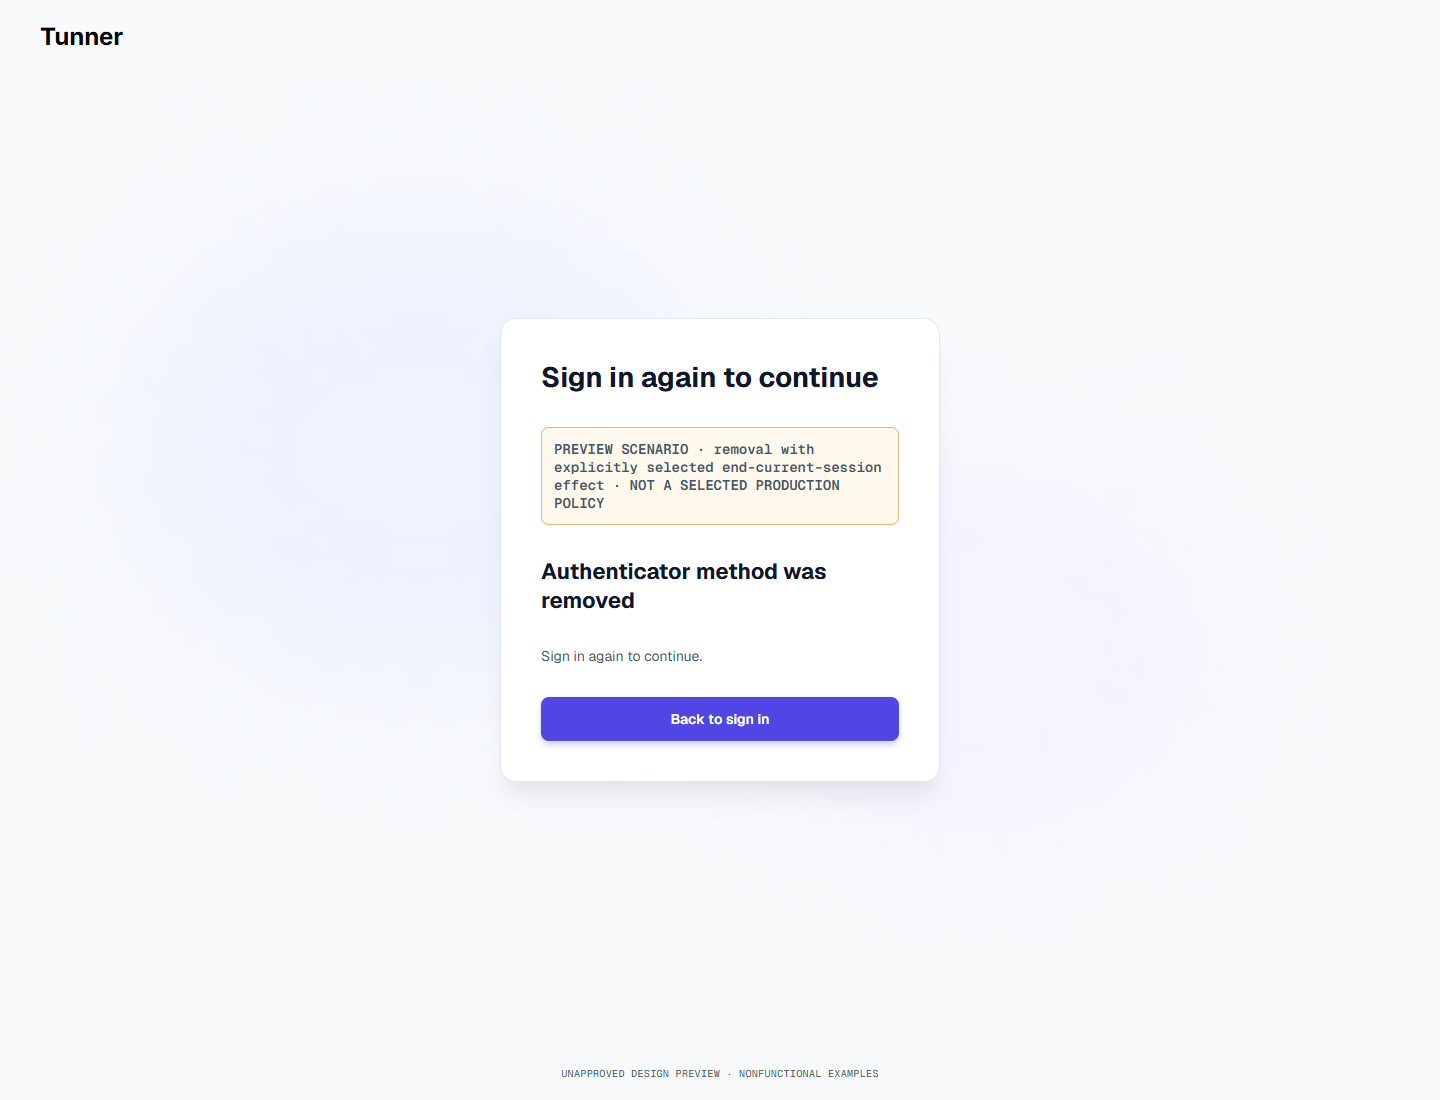 Tunner
Sign in again to continue
PREVIEW SCENARIO · removal with
explicitly selected end-current-session
effect · NOT A SELECTED PRODUCTION
POLICY
Authenticator method was
removed
Sign in again to continue.
Back to sign in
UNAPPROVED DESIGN PREVIEW · NONFUNCTIONAL EXAMPLES